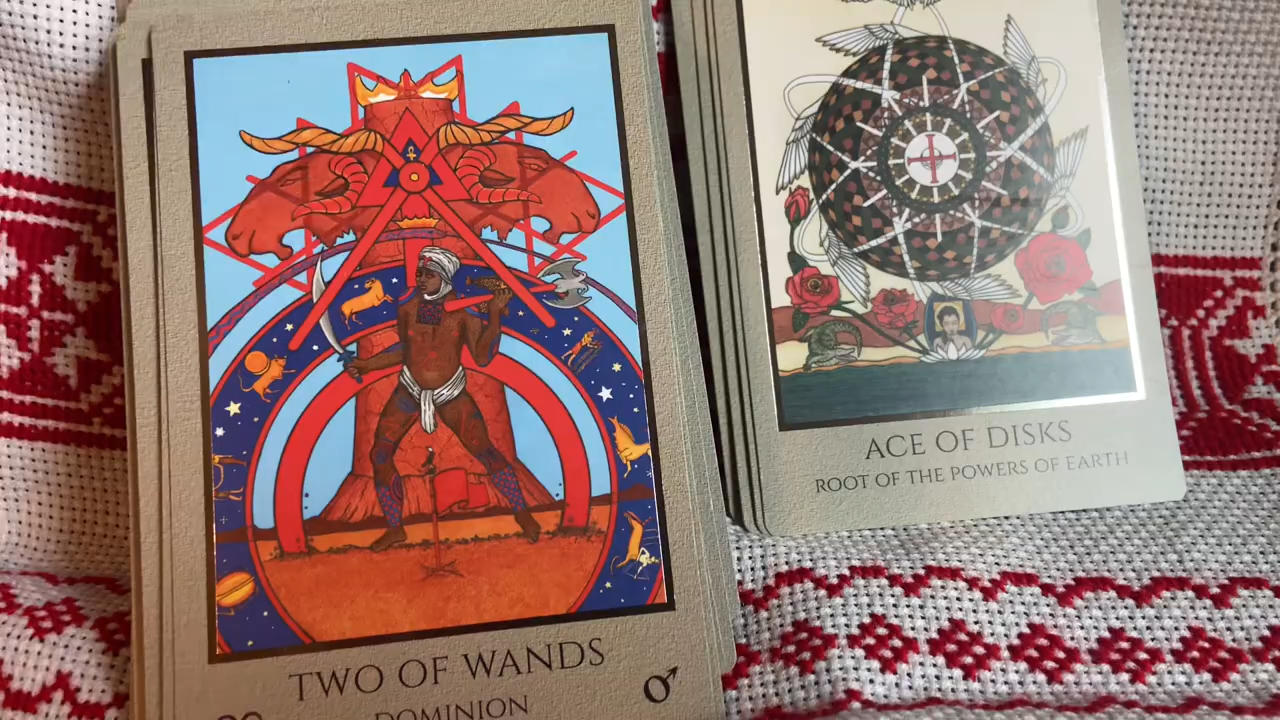 TWO OF WANDS
DOMINION
♂
ACE OF DISKS
ROOT OF THE POWERS OF EARTH